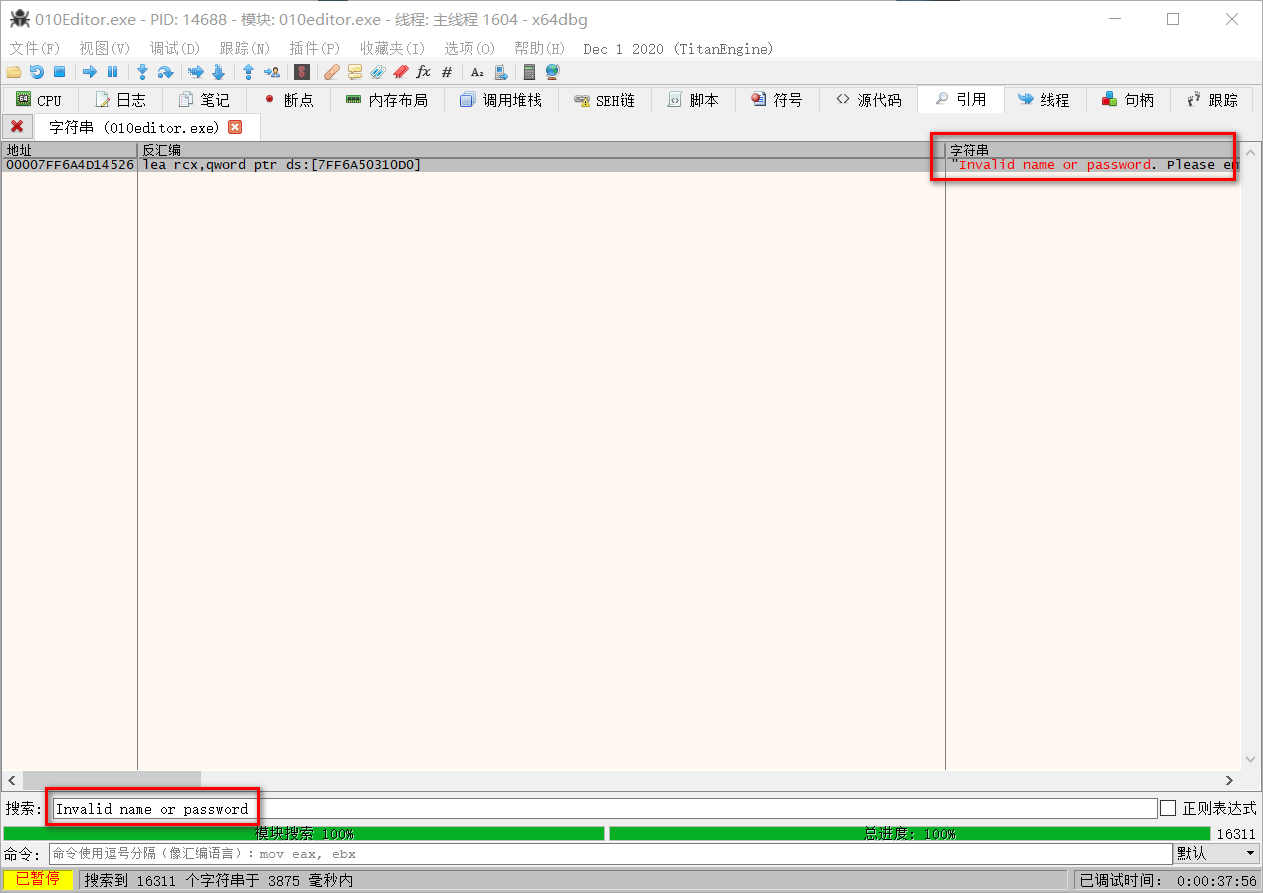 010Editor.exe - PID: 14688 - 模块: 010editor.exe - 线程: 主线程 1604 - x64dbg
文件(F) 视图(V) 调试(D) 跟踪(N) 插件(P) 收藏夹(I) 选项(O) 帮助(H) Dec 1 2020 (TitanEngine)
CPU 日志 笔记 断点 内存布局 调用堆栈 SEH链 脚本 符号 源代码 引用 线程 句柄 跟踪
字符串 (010editor.exe)
地址 反汇编 字符串
00007FF6A4D14526 lea rcx,qword ptr ds:[7FF6A50310D0] "Invalid name or password. Please en
搜索: Invalid name or password 正则表达式
模块搜索 100% 总进度: 100% 16311
命令: 命令使用逗号分隔（像汇编语言）: mov eax, ebx 默认
已暂停 搜索到 16311 个字符串于 3875 毫秒内 已调试时间: 0:00:37:56